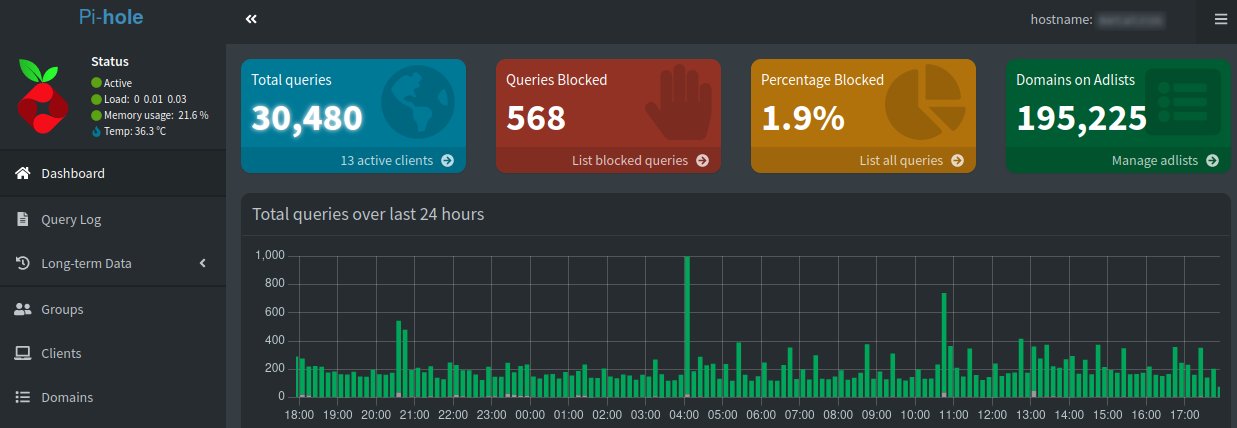 Pi-hole
hostname:
Status
Active
Load: 0 0.01 0.03
Memory usage: 21.6 %
Temp: 36.3 °C
Dashboard
Query Log
Long-term Data
Groups
Clients
Domains
Total queries
30,480
13 active clients
Queries Blocked
568
List blocked queries
Percentage Blocked
1.9%
List all queries
Domains on Adlists
195,225
Manage adlists
Total queries over last 24 hours
1,000
800
600
400
200
0
18:00 19:00 20:00 21:00 22:00 23:00 00:00 01:00 02:00 03:00 04:00 05:00 06:00 07:00 08:00 09:00 10:00 11:00 12:00 13:00 14:00 15:00 16:00 17:00